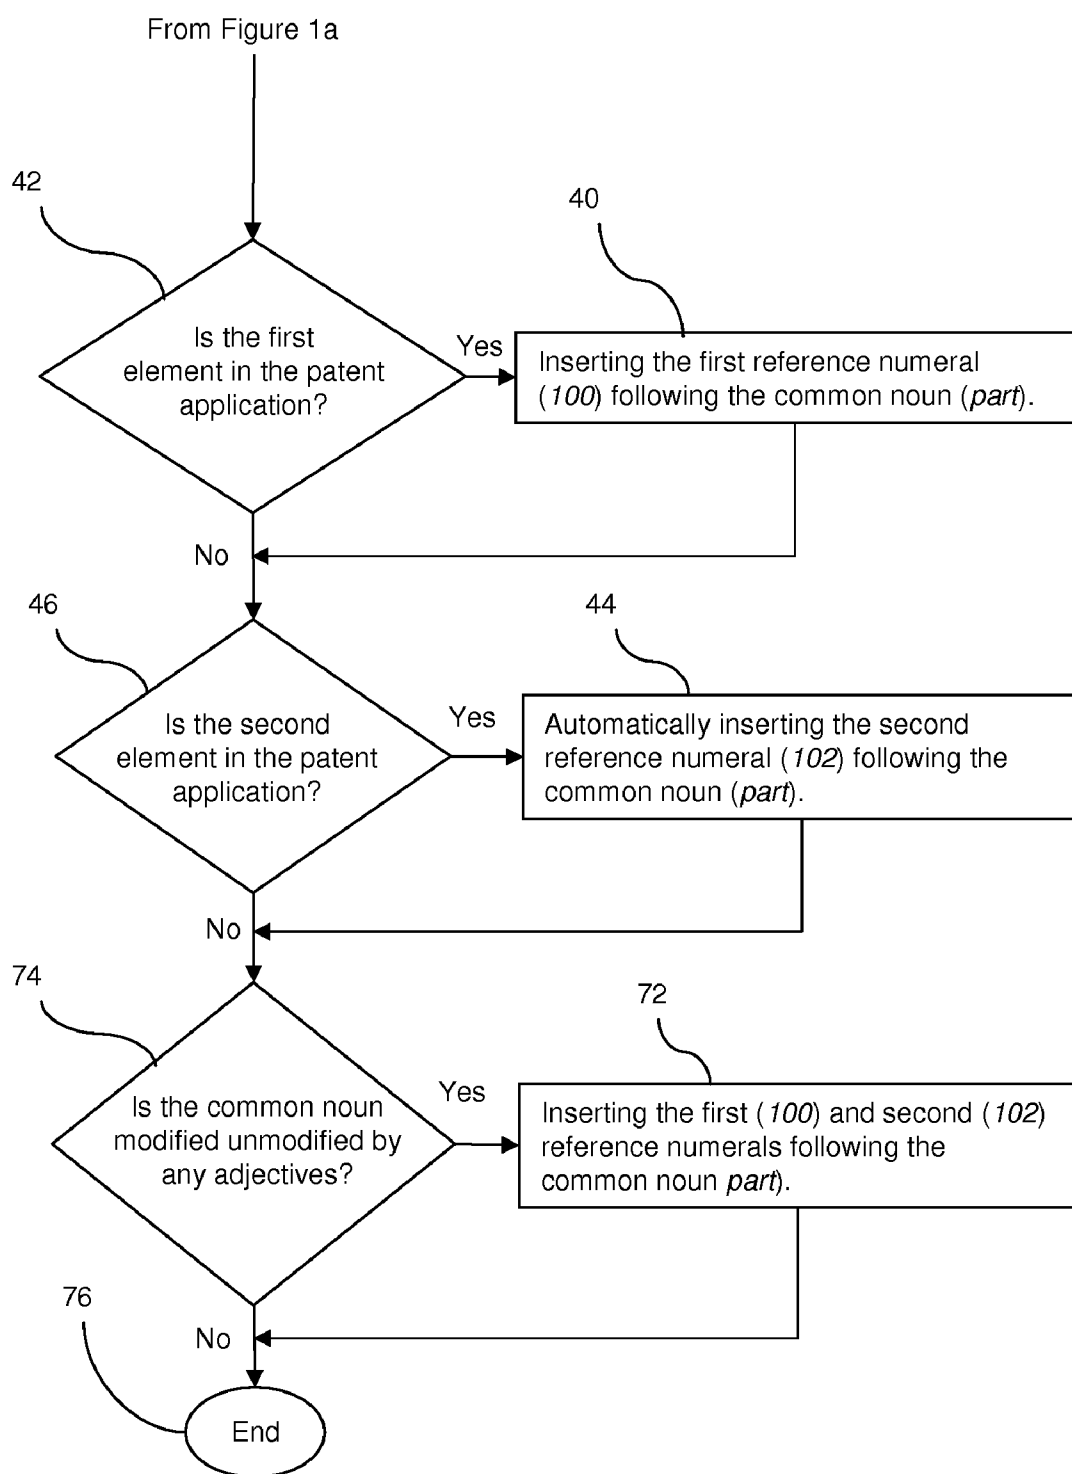 From Figure 1a
42
40
Is the first
element in the patent
application?
Yes
Inserting the first reference numeral
(100) following the common noun (part).
No
46
44
Is the second
element in the patent
application?
Yes
Automatically inserting the second
reference numeral (102) following the
common noun (part).
No
74
72
Is the common noun
modified unmodified by
any adjectives?
Yes
Inserting the first (100) and second (102)
reference numerals following the
common noun part).
76
No
End